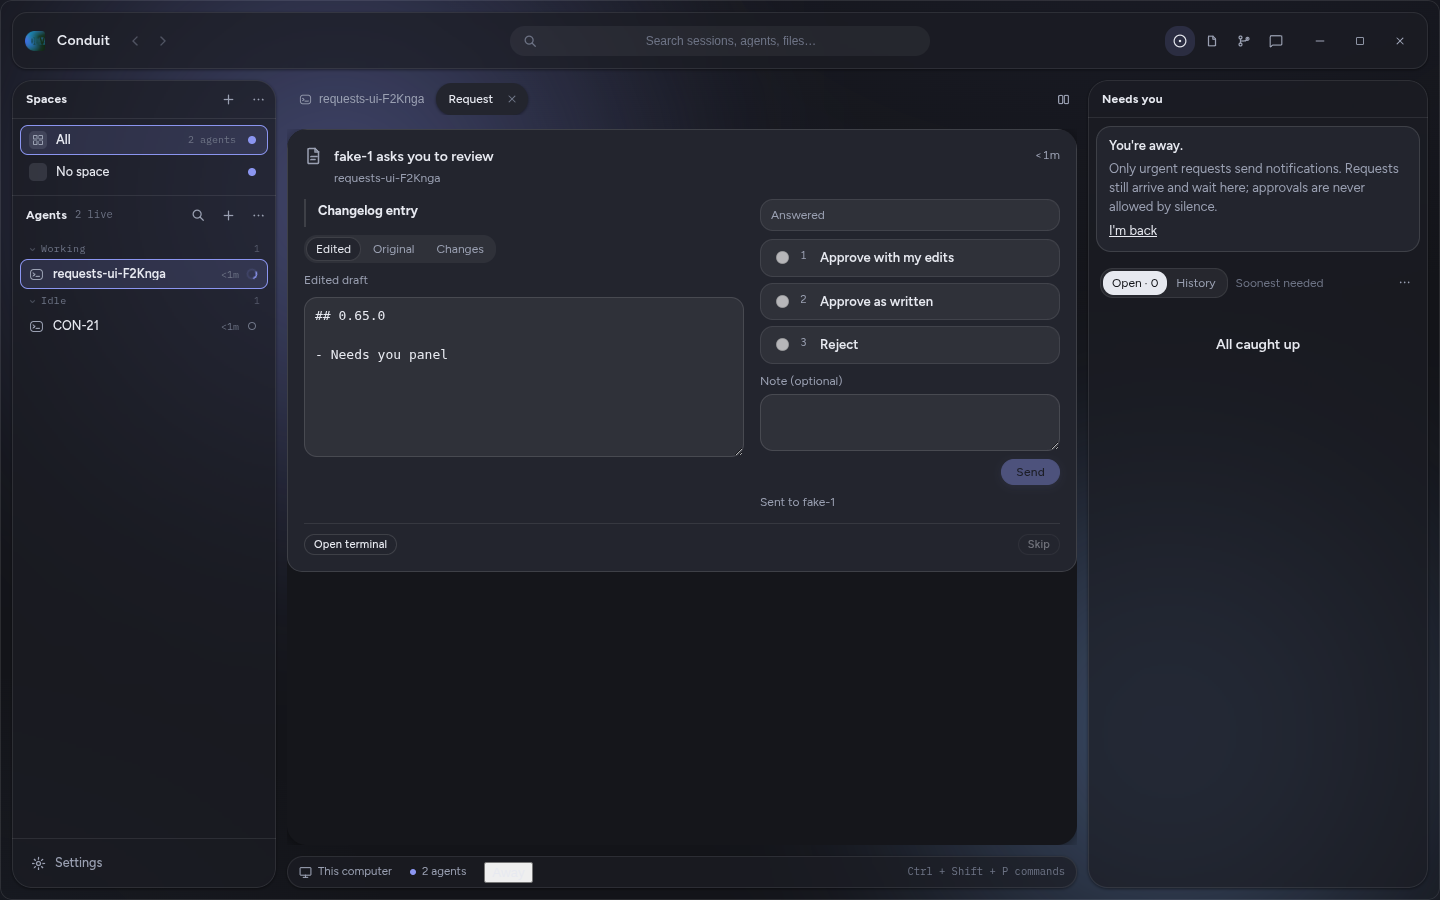 Conduit
Search sessions, agents, files…
Spaces
All
2 agents
No space
Agents 2 live
Working 1
requests-ui-F2Knga <1m
Idle 1
CON-21 <1m
Settings
requests-ui-F2Knga
Request
fake-1 asks you to review
<1m
requests-ui-F2Knga
Changelog entry
Edited Original Changes
Edited draft
## 0.65.0
- Needs you panel
Answered
1 Approve with my edits
2 Approve as written
3 Reject
Note (optional)
Send
Sent to fake-1
Open terminal
Skip
This computer
2 agents
Ctrl + Shift + P commands
Needs you
You're away.
Only urgent requests send notifications. Requests
still arrive and wait here; approvals are never
allowed by silence.
I'm back
Open · 0 History Soonest needed
All caught up